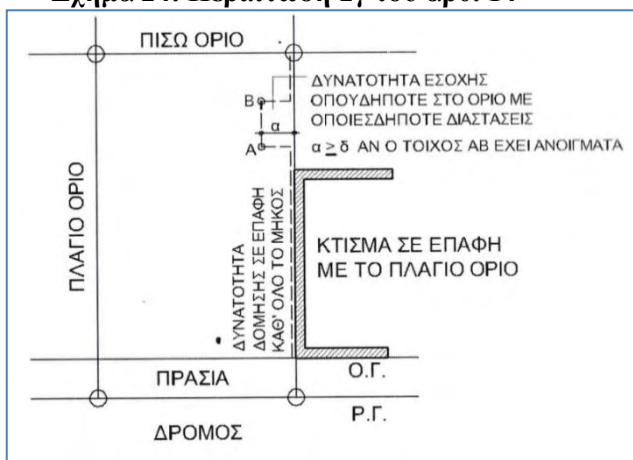 ΠΙΣΩ ΟΡΙΟ
ΔΥΝΑΤΟΤΗΤΑ ΕΣΟΧΗΣ
ΟΠΟΥΔΗΠΟΤΕ ΣΤΟ ΟΡΙΟ ΜΕ
ΟΠΟΙΕΣΔΗΠΟΤΕ ΔΙΑΣΤΑΣΕΙΣ
α ≥ δ ΑΝ Ο ΤΟΙΧΟΣ ΑΒ ΕΧΕΙ ΑΝΟΙΓΜΑΤΑ
Β
α
Α
ΠΛΑΓΙΟ ΟΡΙΟ
ΔΥΝΑΤΟΤΗΤΑ
ΔΟΜΗΣΗΣ ΣΕ ΕΠΑΦΗ
ΚΑΘ' ΟΛΟ ΤΟ ΜΗΚΟΣ
ΚΤΙΣΜΑ ΣΕ ΕΠΑΦΗ
ΜΕ ΤΟ ΠΛΑΓΙΟ ΟΡΙΟ
ΠΡΑΣΙΑ
Ο.Γ.
Ρ.Γ.
ΔΡΟΜΟΣ